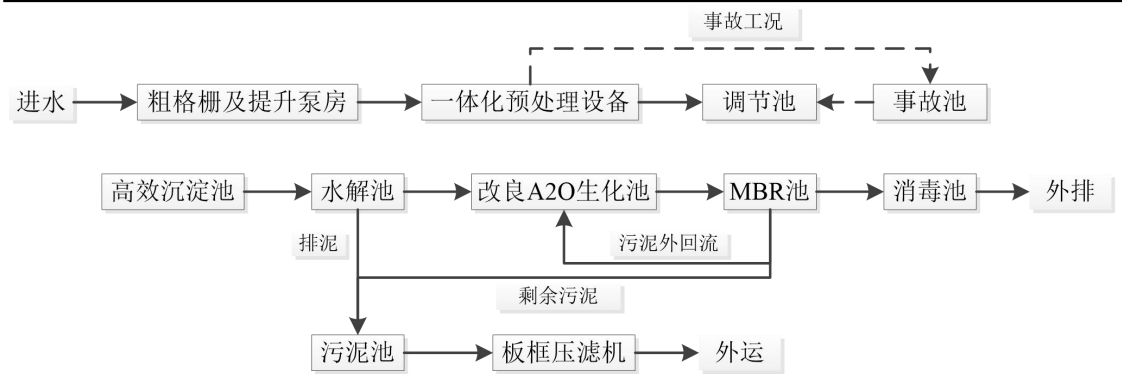 事故工况
进水 粗格栅及提升泵房 一体化预处理设备 调节池 事故池
高效沉淀池 水解池 改良A2O生化池 MBR池 消毒池 外排
排泥 污泥外回流
剩余污泥
污泥池 板框压滤机 外运